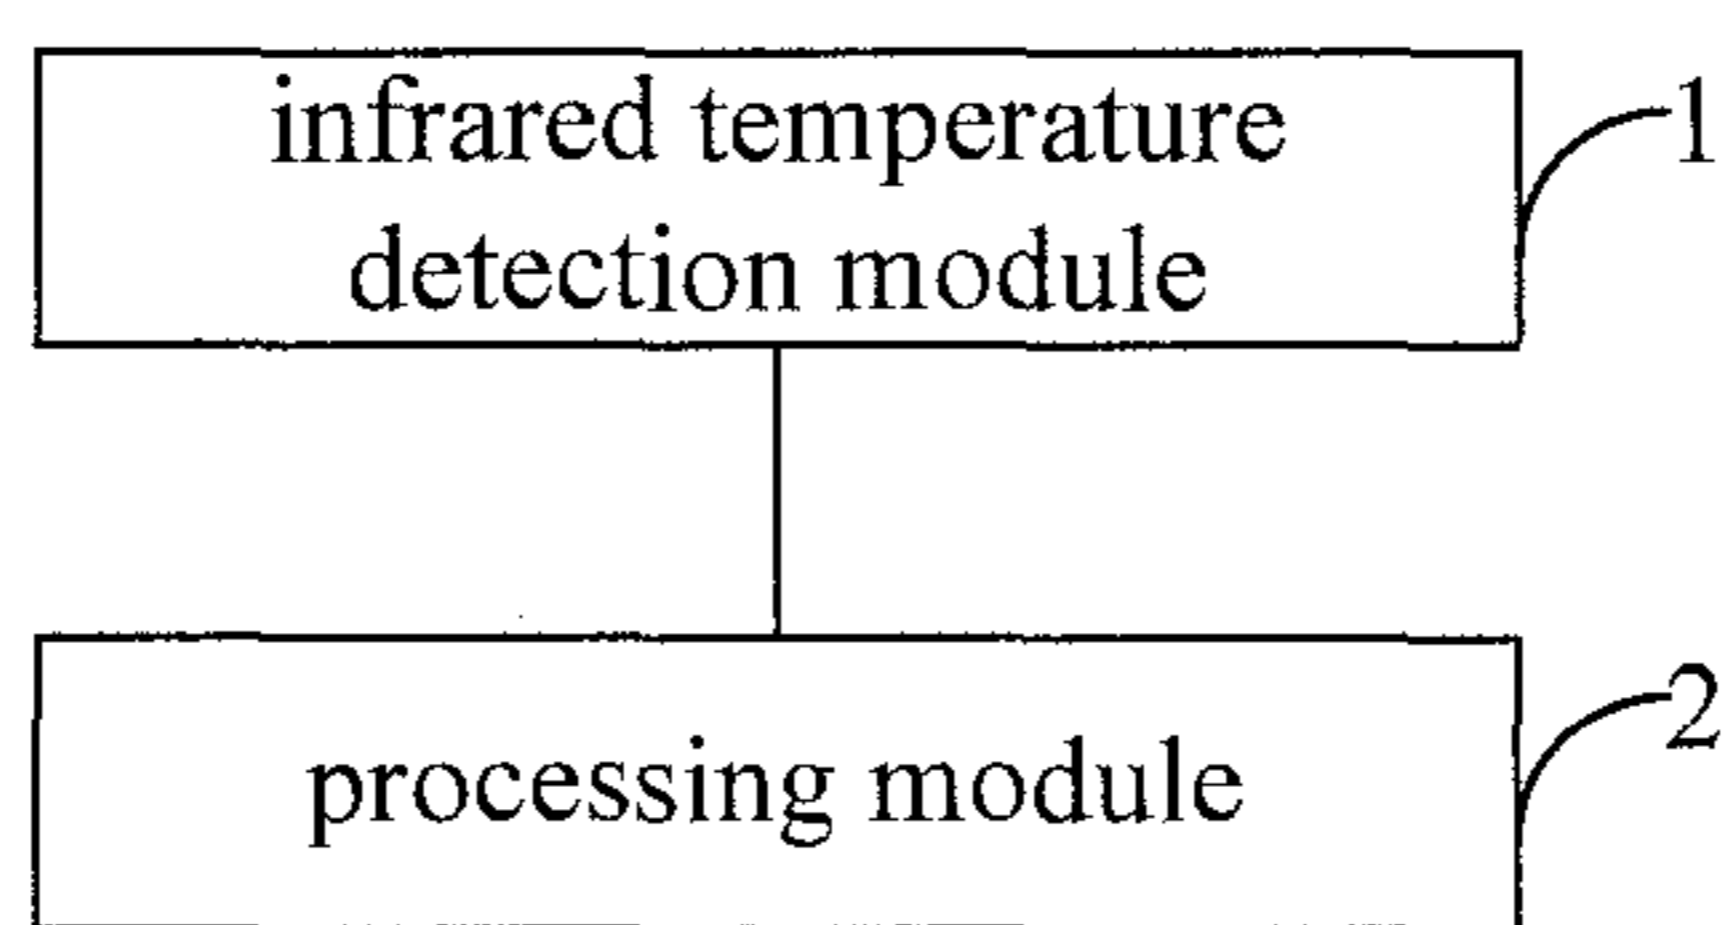 infrared temperature
detection module
1
processing module
2